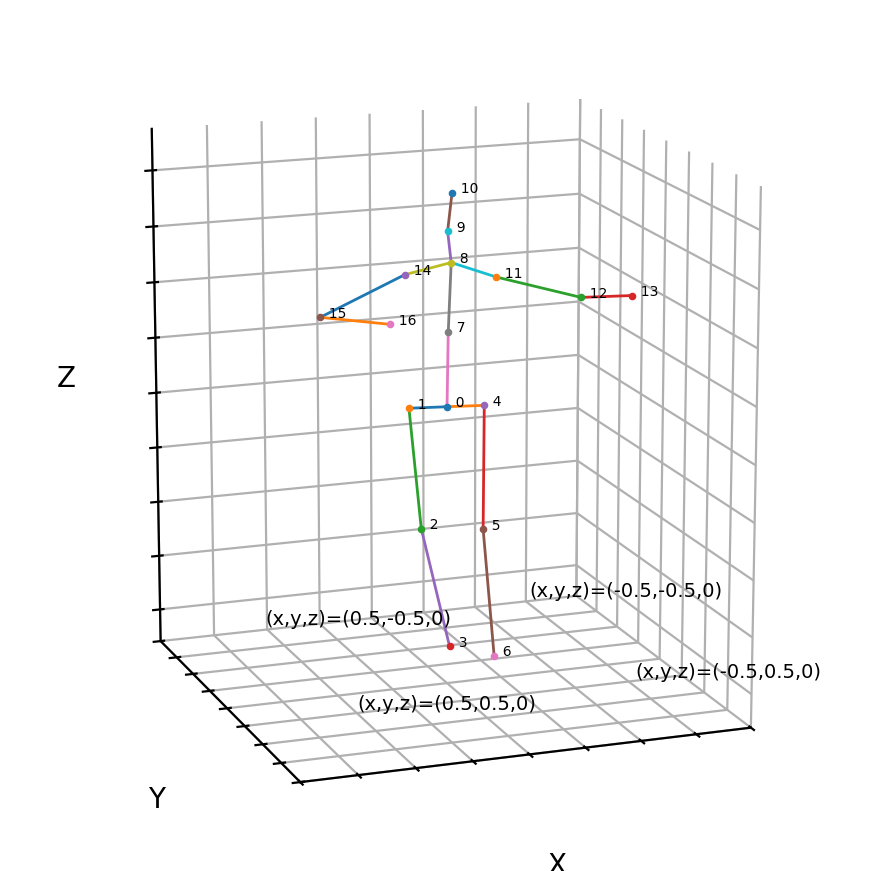 10
9
8
14
11
12
13
15
16
7
Z
1
0
4
2
5
(x,y,z)=(-0.5,-0.5,0)
(x,y,z)=(0.5,-0.5,0)
3
6
(x,y,z)=(-0.5,0.5,0)
(x,y,z)=(0.5,0.5,0)
Y
X